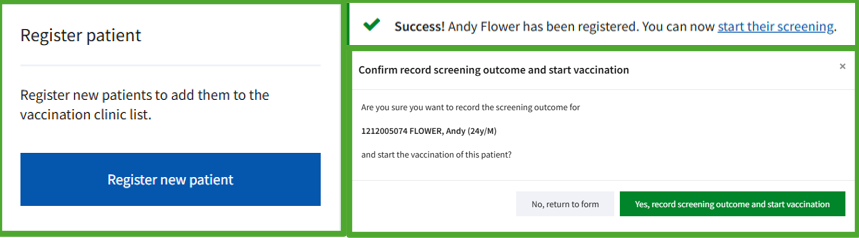 Register patient
Register new patients to add them to the
vaccination clinic list.
Register new patient
Success! Andy Flower has been registered. You can now start their screening.
Confirm record screening outcome and start vaccination
×
Are you sure you want to record the screening outcome for
1212005074 FLOWER, Andy (24y/M)
and start the vaccination of this patient?
No, return to form
Yes, record screening outcome and start vaccination